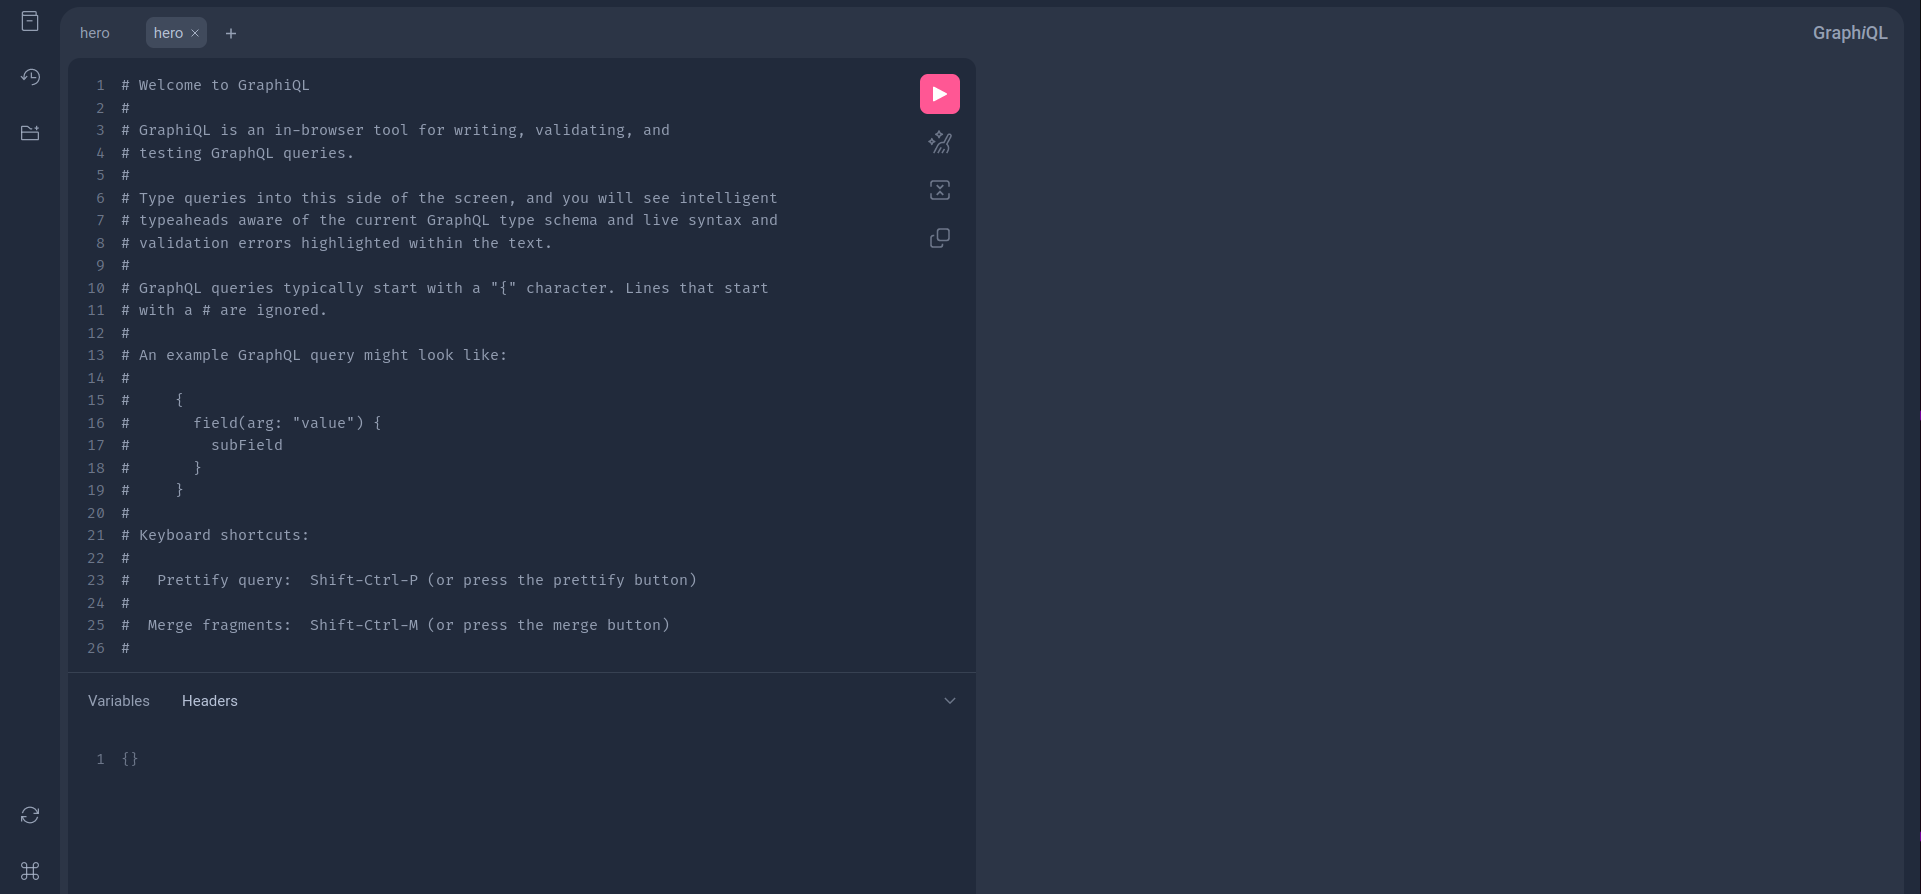 hero
hero
GraphiQL
1 # Welcome to GraphiQL
2 #
3 # GraphiQL is an in-browser tool for writing, validating, and
4 # testing GraphQL queries.
5 #
6 # Type queries into this side of the screen, and you will see intelligent
7 # typeaheads aware of the current GraphQL type schema and live syntax and
8 # validation errors highlighted within the text.
9 #
10 # GraphQL queries typically start with a "{" character. Lines that start
11 # with a # are ignored.
12 #
13 # An example GraphQL query might look like:
14 #
15 #     {
16 #       field(arg: "value") {
17 #         subField
18 #       }
19 #     }
20 #
21 # Keyboard shortcuts:
22 #
23 #   Prettify query:  Shift-Ctrl-P (or press the prettify button)
24 #
25 #  Merge fragments:  Shift-Ctrl-M (or press the merge button)
26 #
Variables Headers
1 {}